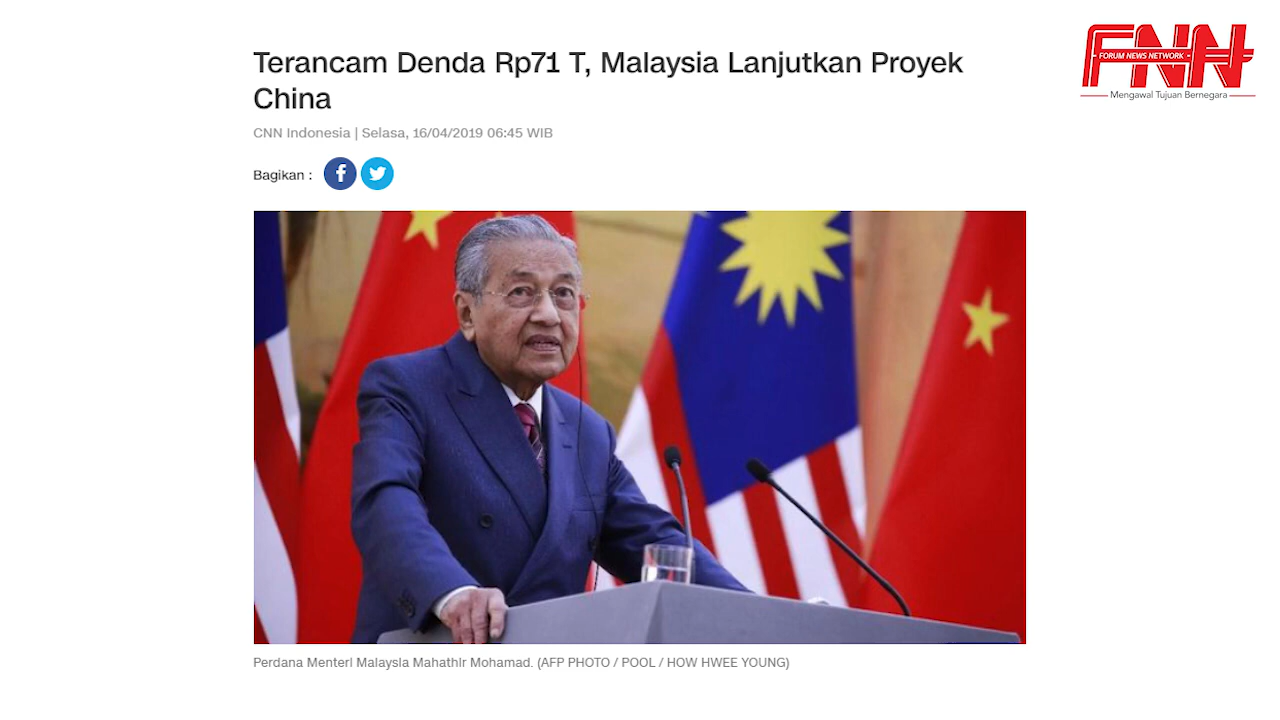 Terancam Denda Rp71 T, Malaysia Lanjutkan Proyek
China
CNN Indonesia | Selasa, 16/04/2019 06:45 WIB
Bagikan :
FNN
FORUM NEWS NETWORK
Mengawal Tujuan Bernegara
Perdana Menteri Malaysia Mahathir Mohamad. (AFP PHOTO / POOL / HOW HWEE YOUNG)